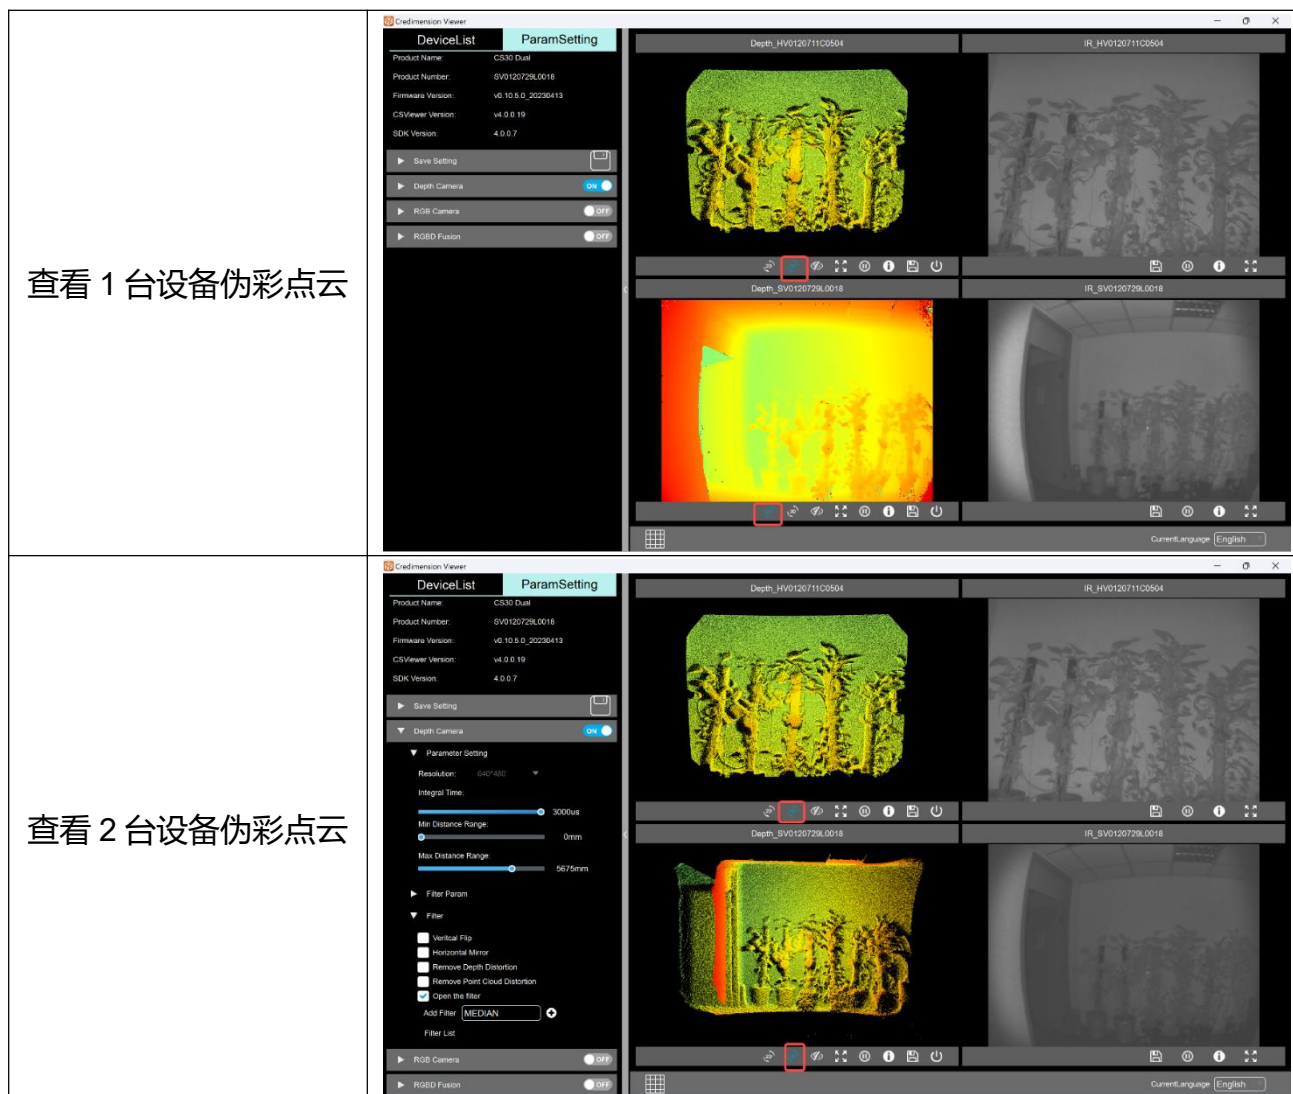 查看 1 台设备伪彩点云
Credimension Viewer
DeviceList ParamSetting
Product Name: CS30 Dual
Product Number: SV0120729L0018
Firmware Version: v0.10.5.0_20230413
CSViewer Version: v4.0.0.19
SDK Version: 4.0.0.7
Save Setting
Depth Camera ON
RGB Camera OFF
RGBD Fusion OFF
Depth_HV0120711C0504
IR_HV0120711C0504
Depth_SV0120729L0018
IR_SV0120729L0018
CurrentLanguage English
查看 2 台设备伪彩点云
Credimension Viewer
DeviceList ParamSetting
Product Name: CS30 Dual
Product Number: SV0120729L0018
Firmware Version: v0.10.5.0_20230413
CSViewer Version: v4.0.0.19
SDK Version: 4.0.0.7
Save Setting
Depth Camera ON
Parameter Setting
Resolution: 640*480
Integral Time:
3000us
Min Distance Range:
0mm
Max Distance Range:
5675mm
Filter Param
Filter
Veritcal Flip
Horizontal Mirror
Remove Depth Distortion
Remove Point Cloud Distortion
Open the filter
Add Filter MEDIAN
Filter List
RGB Camera OFF
RGBD Fusion OFF
Depth_HV0120711C0504
IR_HV0120711C0504
Depth_SV0120729L0018
IR_SV0120729L0018
CurrentLanguage English